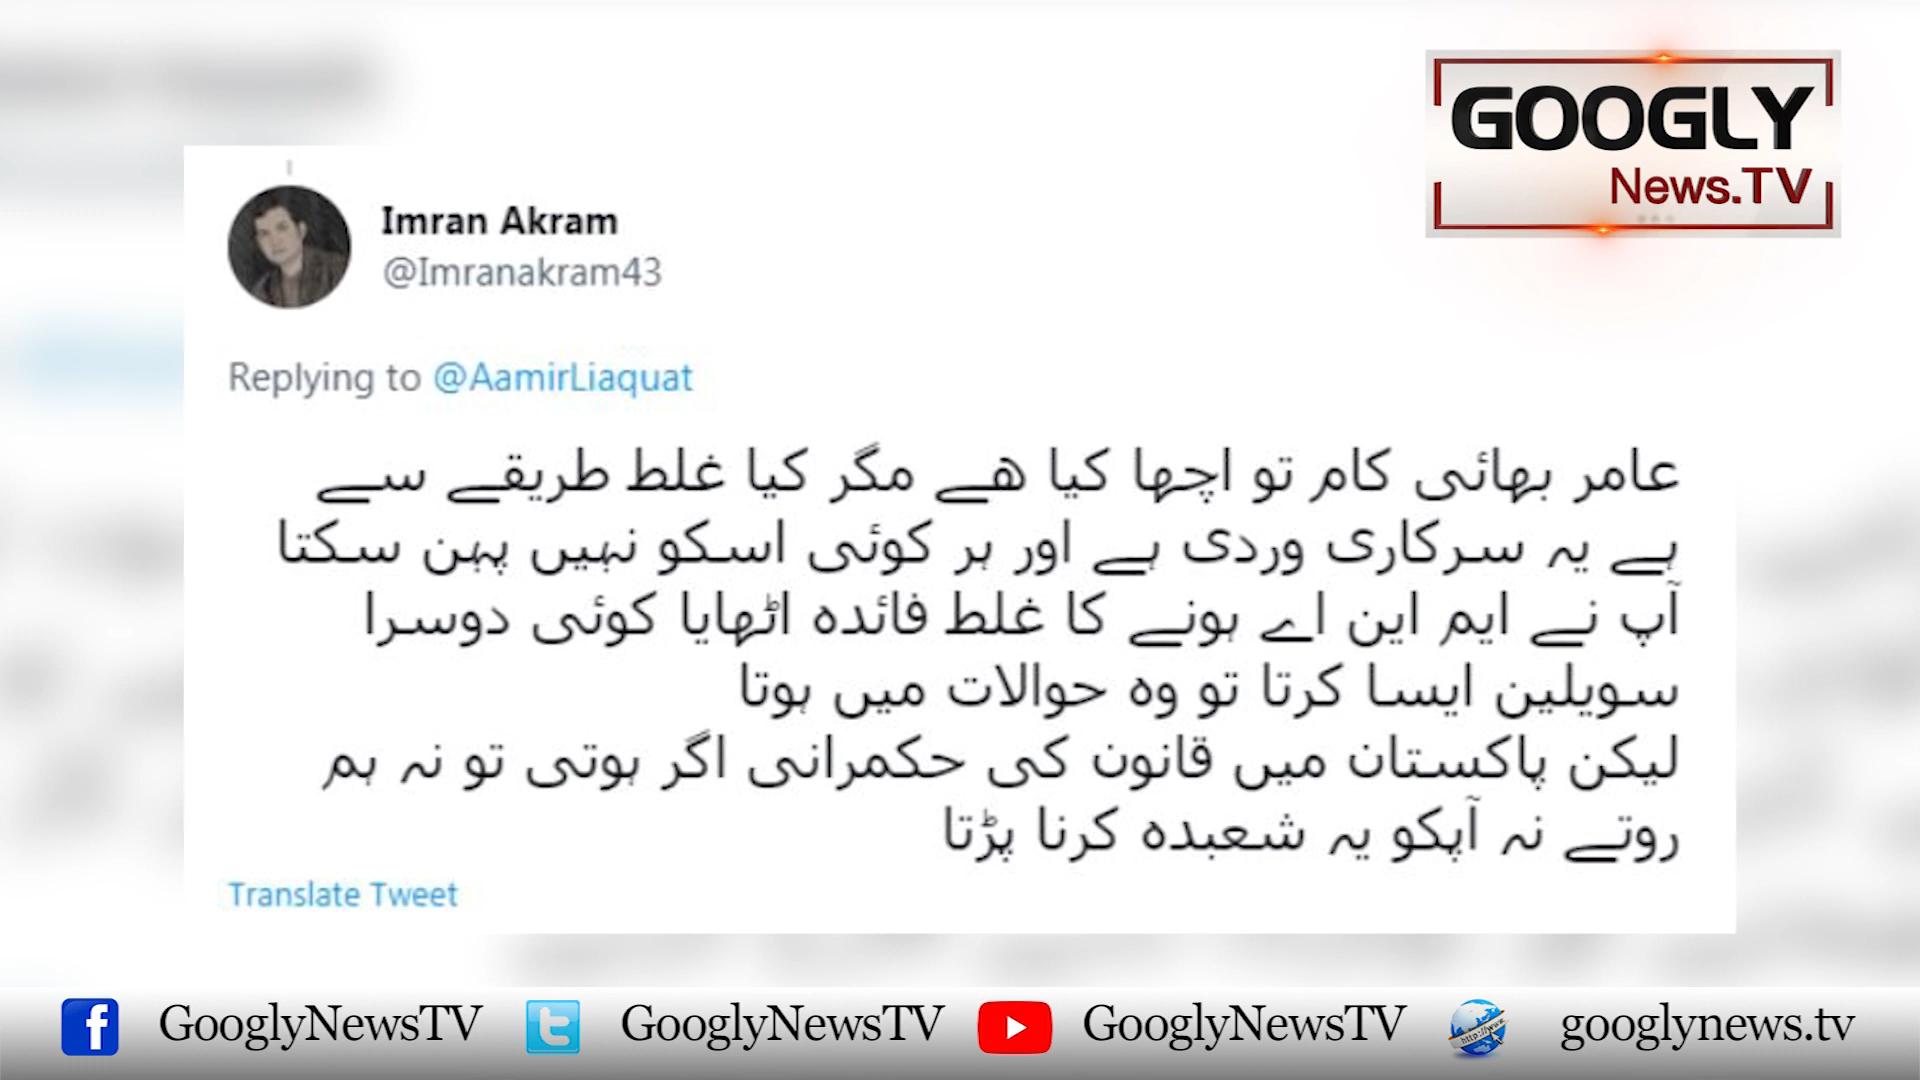 GOOGLY
News.TV
Imran Akram
@Imranakram43
Replying to @AamirLiaquat
عامر بھائی کام تو اچھا کیا ھے مگر کیا غلط طریقے سے
ہے یہ سرکاری وردی ہے اور ہر کوئی اسکو نہیں پہن سکتا
آپ نے ایم این اے ہونے کا غلط فائدہ اٹھایا کوئی دوسرا
سویلین ایسا کرتا تو وہ حوالات میں ہوتا
لیکن پاکستان میں قانون کی حکمرانی اگر ہوتی تو نہ ہم
روتے نہ آپکو یہ شعبدہ کرنا پڑتا
Translate Tweet
GooglyNewsTV GooglyNewsTV GooglyNewsTV http://www googlynews.tv